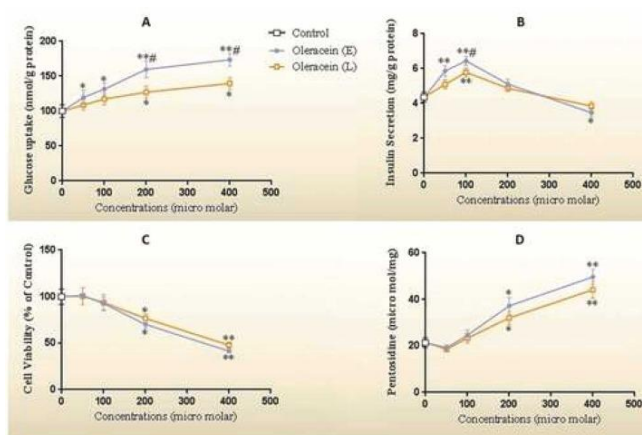 A
Glucose uptake (nmol/g protein)
200
150
100
50
0
**#
**#
*
*
*
*
0 100 200 300 400 500
Concentrations (micro molar)
Control
Oleracein (E)
Oleracein (L)
B
Insulin Secretion (mg/g protein)
8
6
4
2
0
**#
**
**
*
0 100 200 300 400 500
Concentrations (micro molar)
C
Cell Viability (% of Control)
150
100
50
0
*
*
**
**
0 100 200 300 400 500
Concentrations (micro molar)
D
Pentosidine (micro mol/mg)
60
40
20
0
**
*
**
*
0 100 200 300 400 500
Concentrations (micro molar)